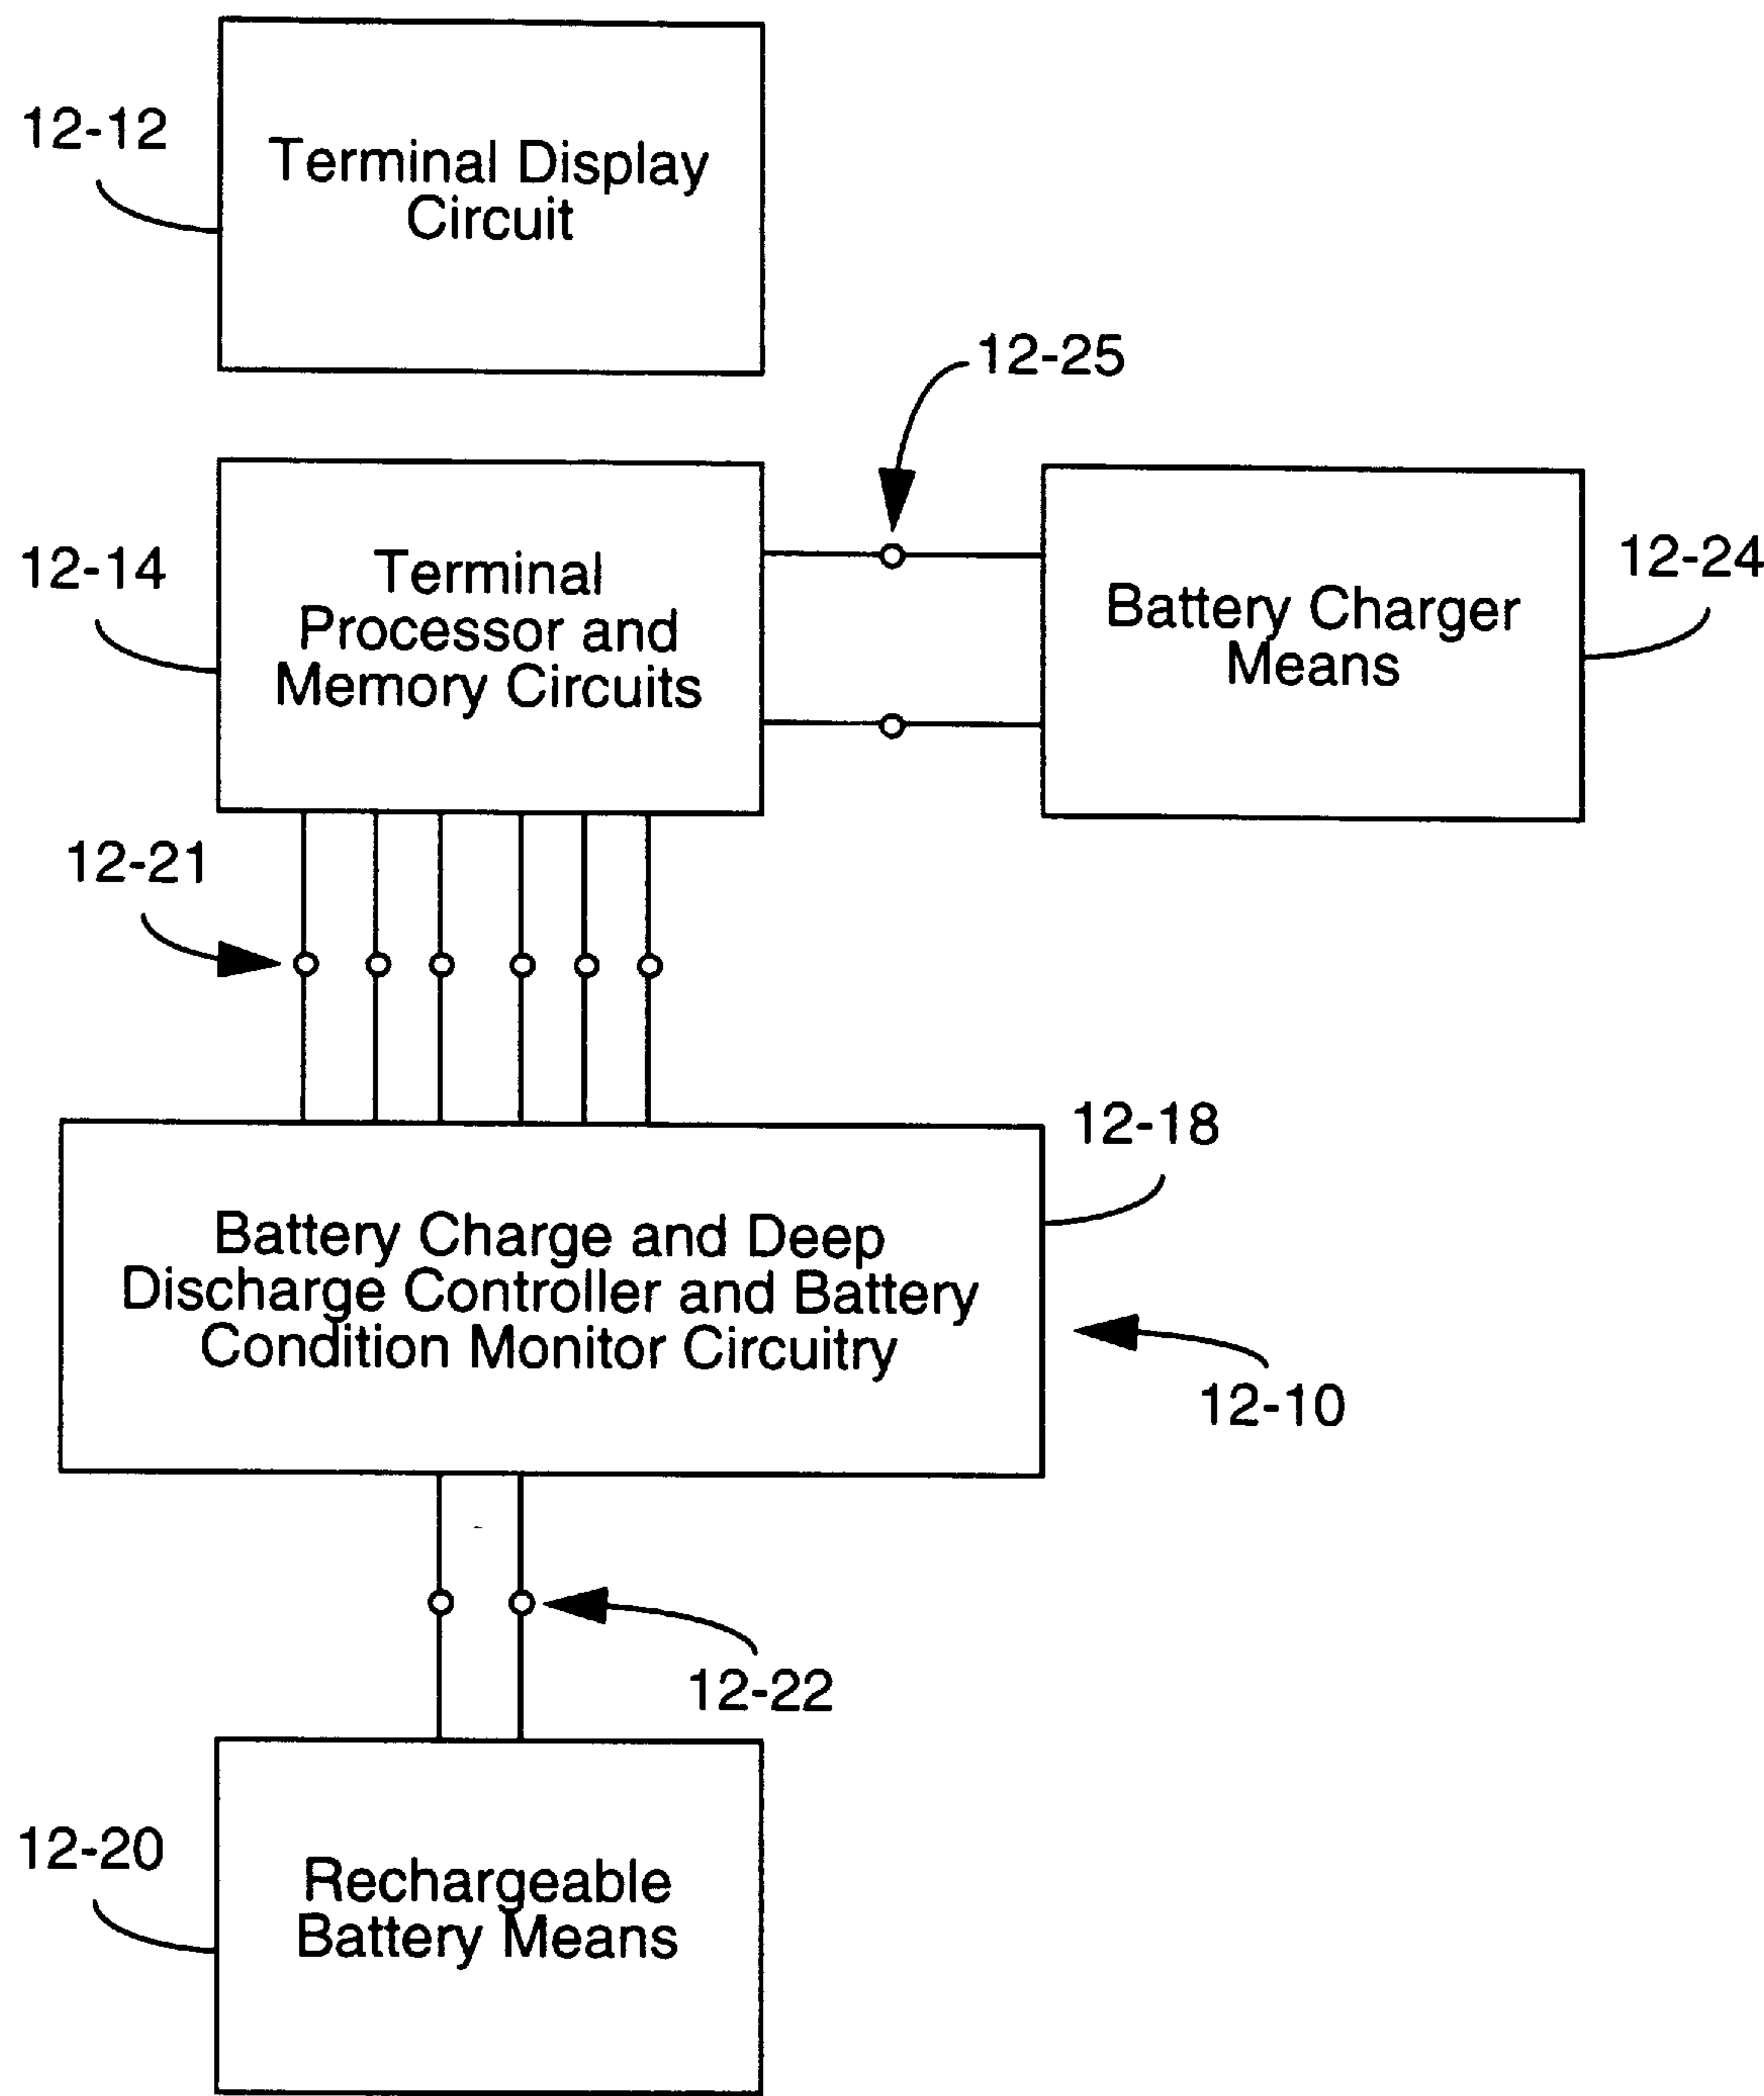 12-12
Terminal Display
Circuit
12-25
12-14
Terminal
Processor and
Memory Circuits
Battery Charger
Means
12-24
12-21
12-18
Battery Charge and Deep
Discharge Controller and Battery
Condition Monitor Circuitry
12-10
12-22
12-20
Rechargeable
Battery Means